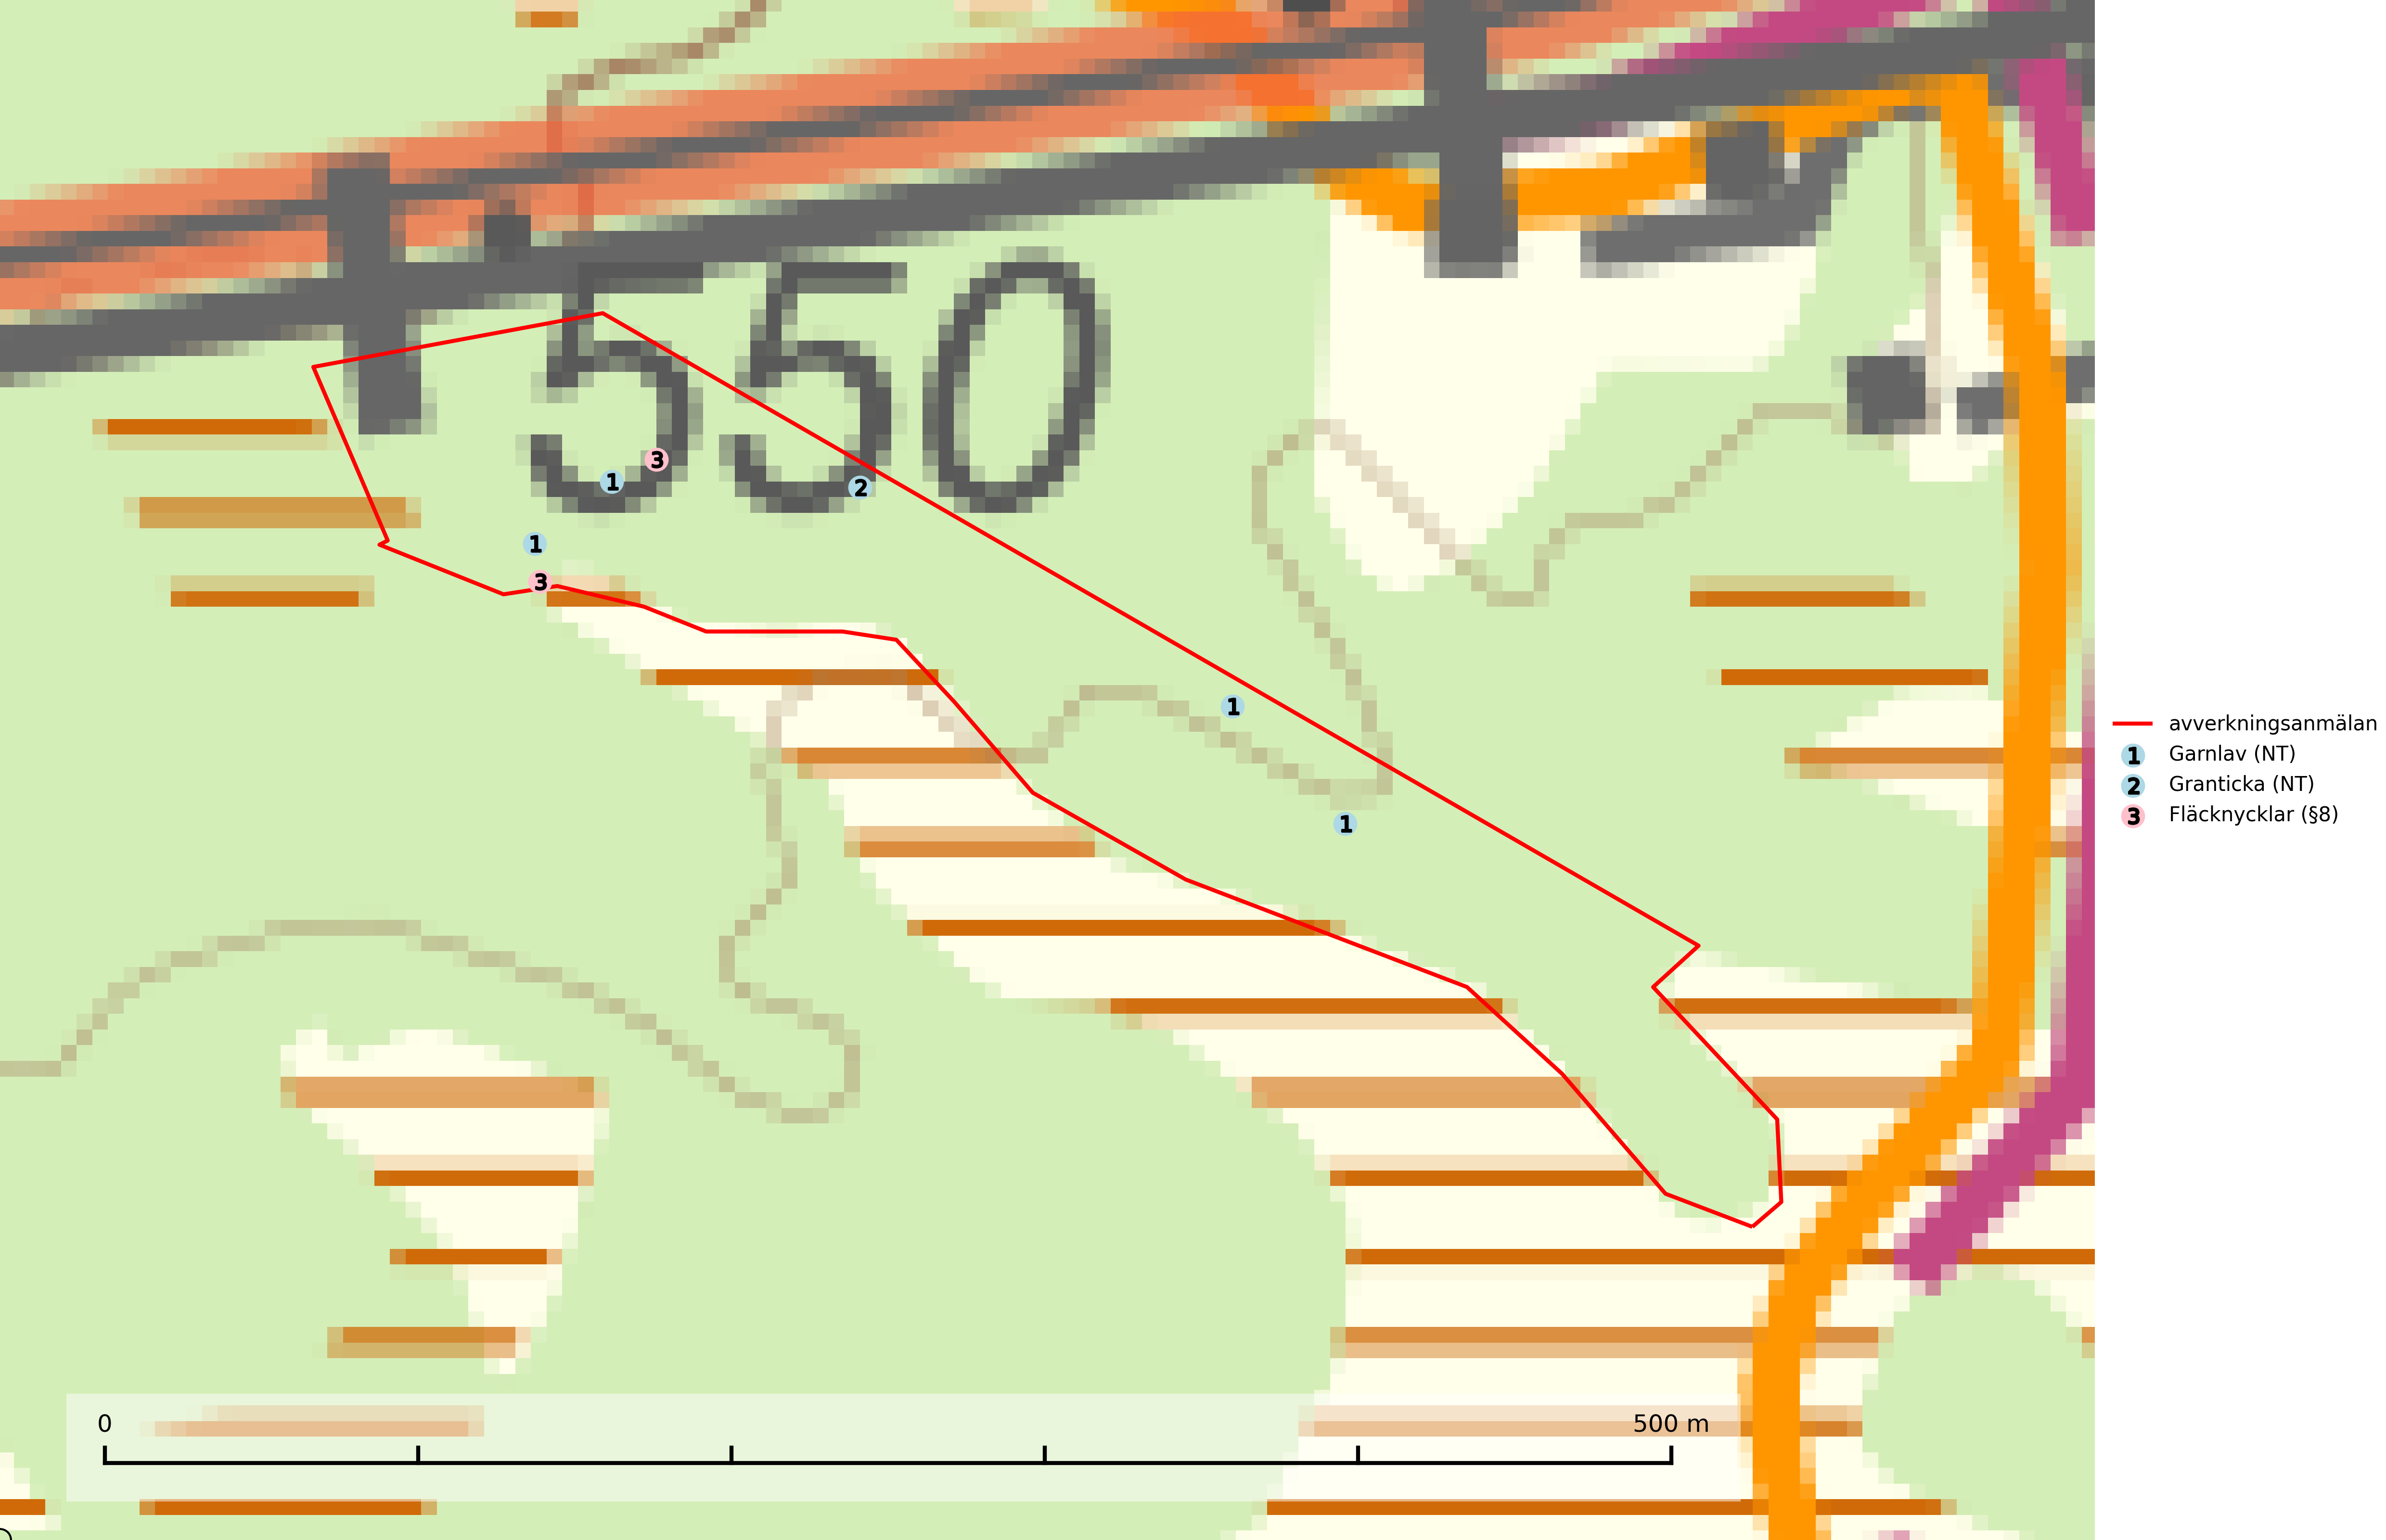 550
3
1
2
1
3
1
1
avverkningsanmälan
1 Garnlav (NT)
2 Granticka (NT)
3 Fläcknycklar (§8)
0 500 m